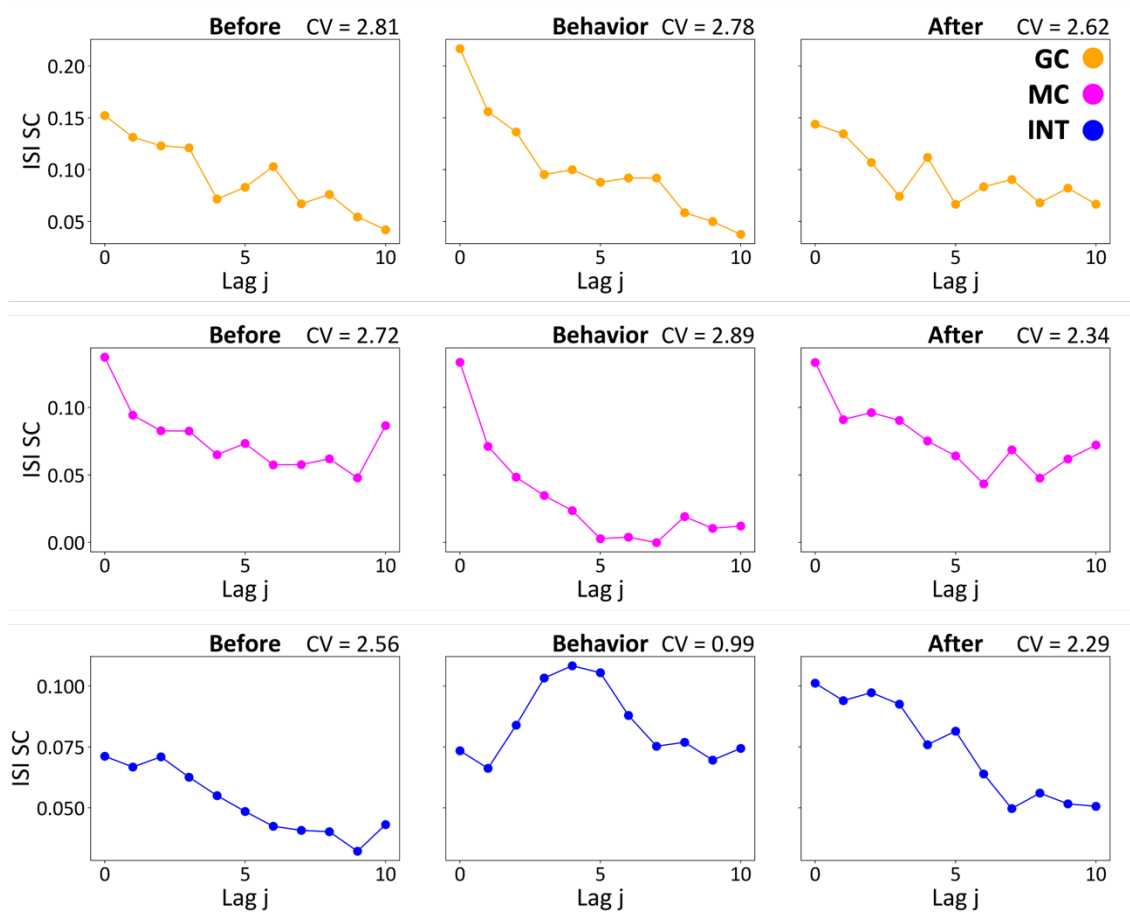 Before CV = 2.81
Behavior CV = 2.78
After CV = 2.62
GC
MC
INT
ISI SC
0.20
0.15
0.10
0.05
0 5 10
0 5 10
0 5 10
Lag j
Lag j
Lag j
Before CV = 2.72
Behavior CV = 2.89
After CV = 2.34
ISI SC
0.10
0.05
0.00
0 5 10
0 5 10
0 5 10
Lag j
Lag j
Lag j
Before CV = 2.56
Behavior CV = 0.99
After CV = 2.29
ISI SC
0.100
0.075
0.050
0 5 10
0 5 10
0 5 10
Lag j
Lag j
Lag j